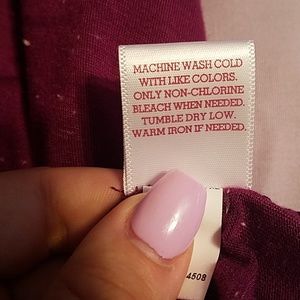 MACHINE WASH COLD
WITH LIKE COLORS.
ONLY NON-CHLORINE
BLEACH WHEN NEEDED.
TUMBLE DRY LOW.
WARM IRON IF NEEDED.
4508